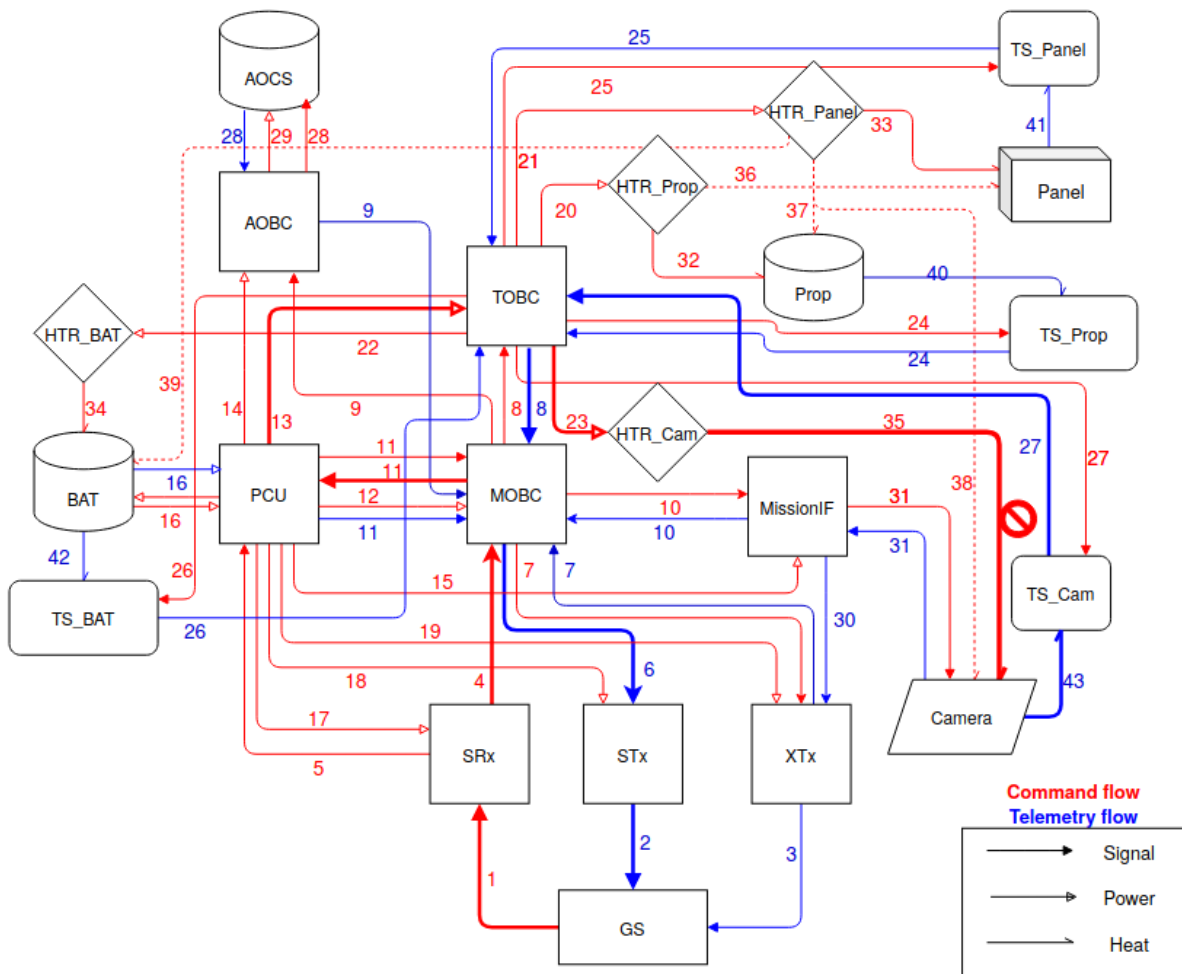 25
TS_Panel
AOCS
25
HTR_Panel
33
41
28
29
28
21
HTR_Prop
36
Panel
AOBC
9
20
37
32
40
Prop
TOBC
HTR_BAT
24
TS_Prop
22
24
39
34
14
13
9
8
8
23
HTR_Cam
35
11
27
27
BAT
16
PCU
11
MOBC
MissionIF
38
16
12
10
31
11
10
31
42
26
15
7
7
TS_BAT
26
TS_Cam
19
30
18
4
6
43
17
Camera
5
SRx
STx
XTx
Command flow
Telemetry flow
2
3
Signal
1
Power
GS
Heat